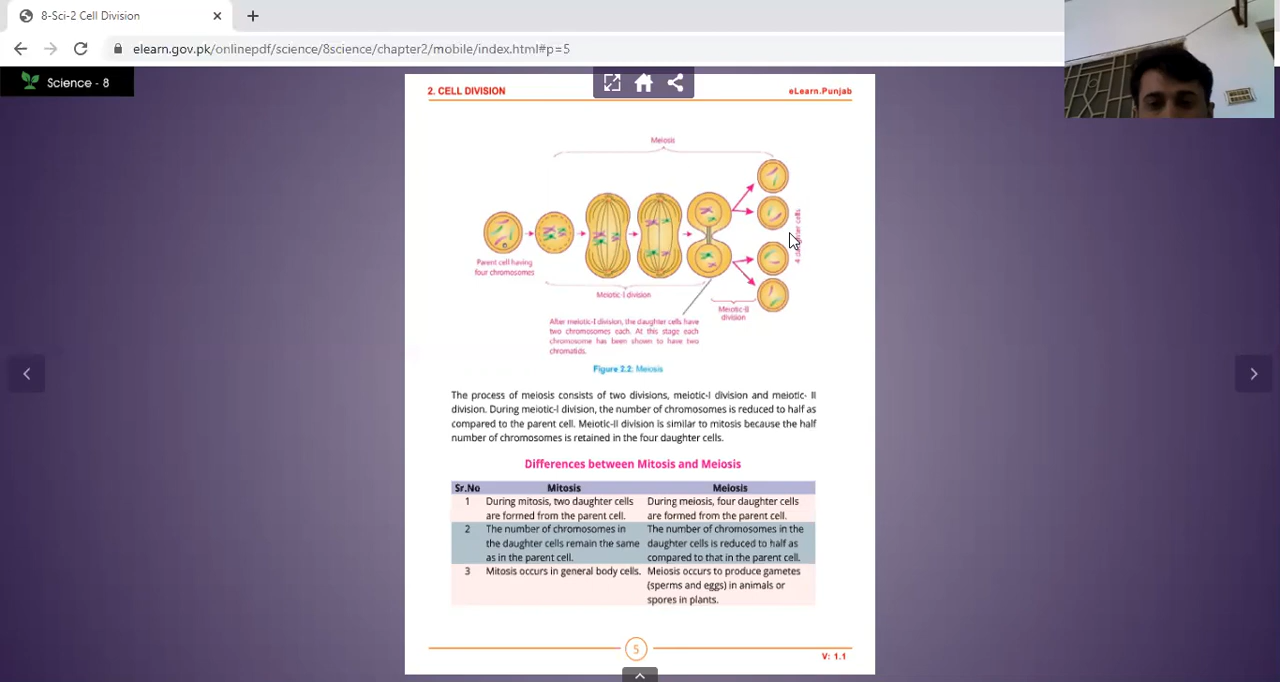 8-Sci-2 Cell Division
elearn.gov.pk/onlinepdf/science/8science/chapter2/mobile/index.html#p=5
Science - 8
2. CELL DIVISION
eLearn.Punjab
Meiosis
4 daughter cells
Parent cell having
four chromosomes
Meiotic-I division
Meiotic-II
division
After meiotic-I division, the daughter cells have
two chromosomes each. At this stage each
chromosome has been shown to have two
chromatids.
Figure 2.2: Meiosis
The process of meiosis consists of two divisions, meiotic-I division and meiotic- II
division. During meiotic-I division, the number of chromosomes is reduced to half as
compared to the parent cell. Meiotic-II division is similar to mitosis because the half
number of chromosomes is retained in the four daughter cells.
Differences between Mitosis and Meiosis
Sr.No Mitosis Meiosis
1 During mitosis, two daughter cells During meiosis, four daughter cells
are formed from the parent cell. are formed from the parent cell.
2 The number of chromosomes in The number of chromosomes in the
the daughter cells remain the same daughter cells is reduced to half as
as in the parent cell. compared to that in the parent cell.
3 Mitosis occurs in general body cells. Meiosis occurs to produce gametes
(sperms and eggs) in animals or
spores in plants.
5
V: 1.1